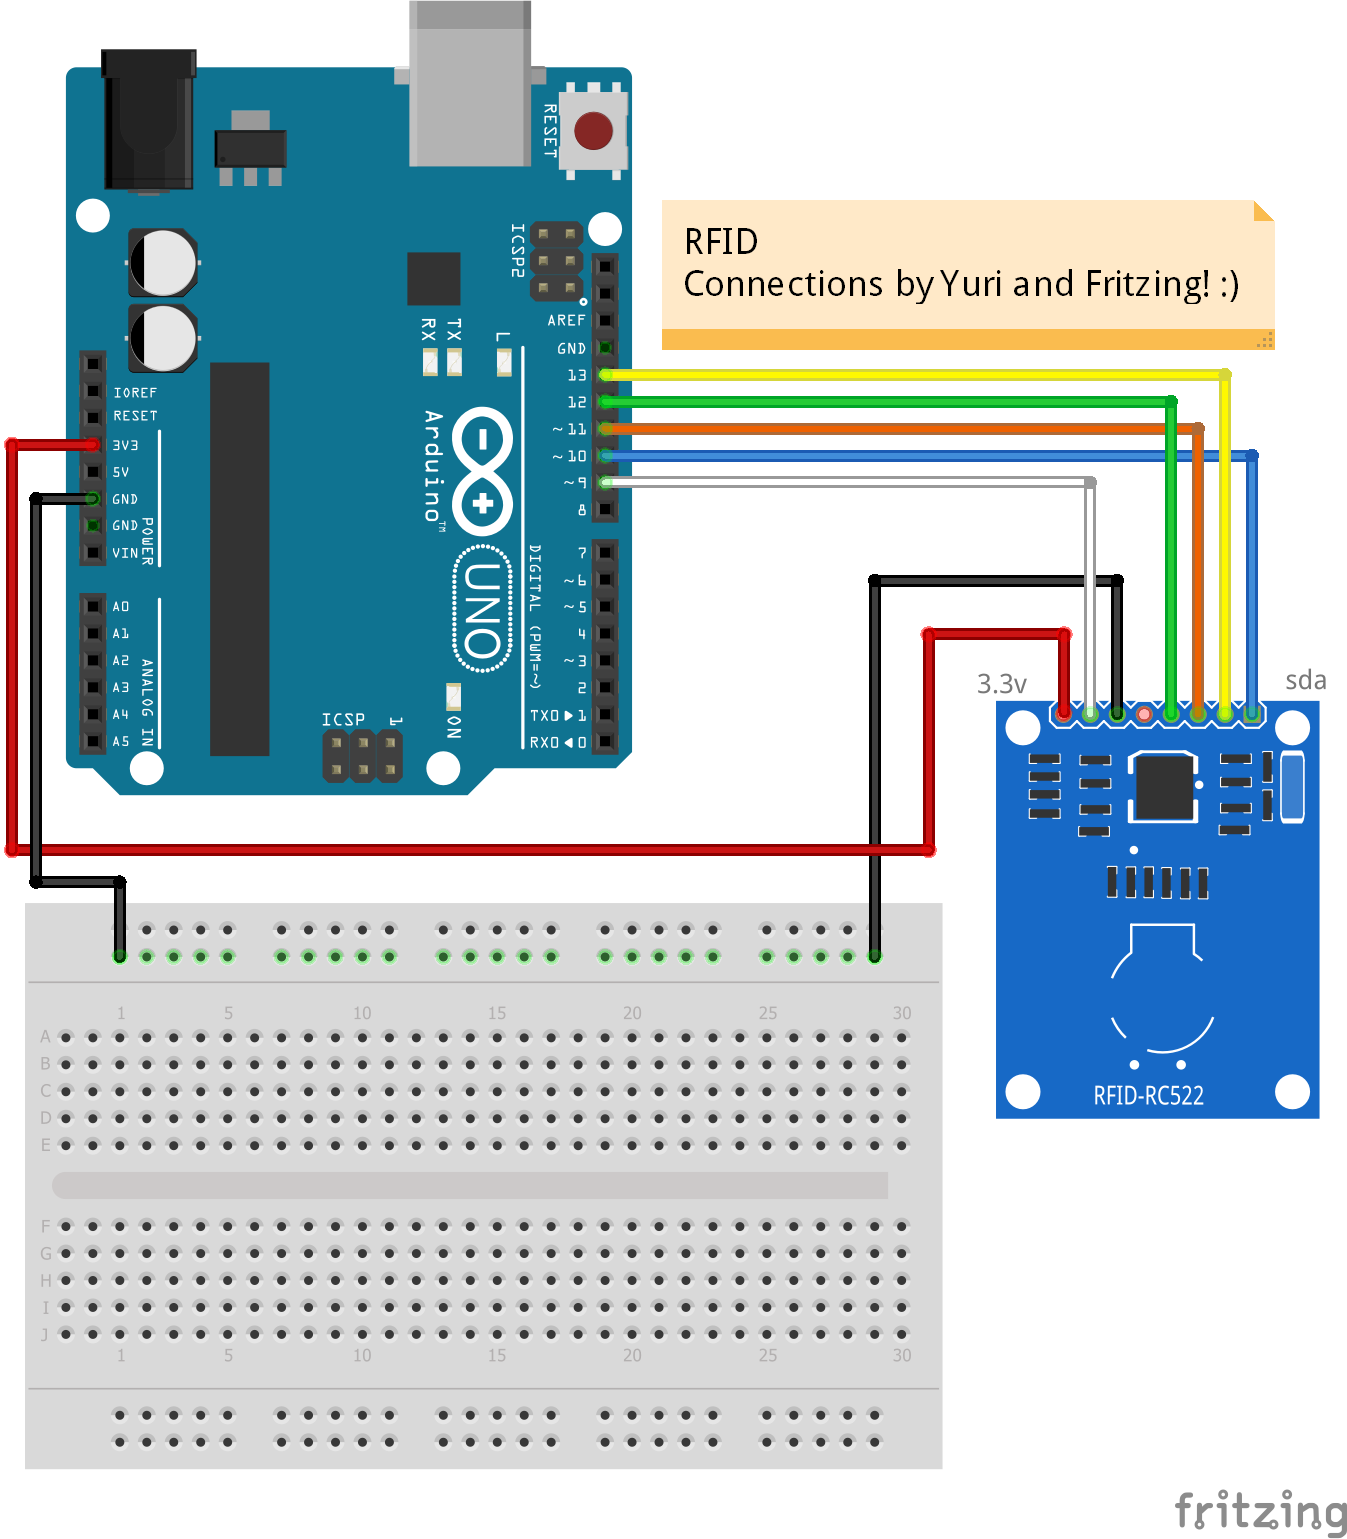 RESET
ICSP2
RFID
Connections by Yuri and Fritzing! :)
AREF
GND
13
12
~11
~10
~9
8
RX
TX
L
IOREF
RESET
3V3
5V
GND
GND
VIN
POWER
Arduino™
UNO
DIGITAL (PWM=~)
7
~6
~5
4
~3
2
TX0▶1
RX0◀0
A0
A1
A2
A3
A4
A5
ANALOG IN
ICSP
1
ON
3.3v
sda
RFID-RC522
1 5 10 15 20 25 30
A
B
C
D
E
F
G
H
I
J
1 5 10 15 20 25 30
fritzing